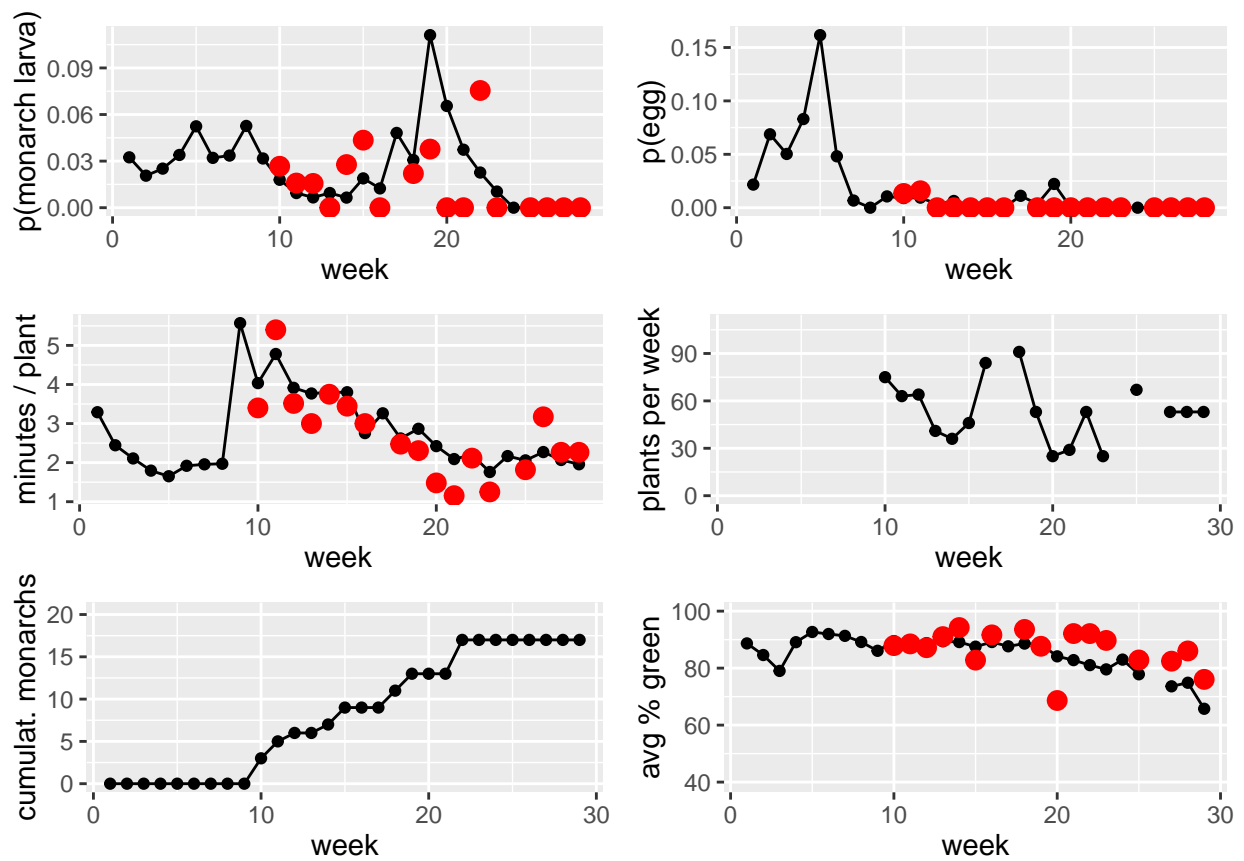 p(monarch larva)
0.09
0.06
0.03
0.00
0 10 20
week
p(egg)
0.15
0.10
0.05
0.00
0 10 20
week
minutes / plant
5
4
3
2
1
0 10 20
week
plants per week
90
60
30
0
0 10 20 30
week
cumulat. monarchs
20
15
10
5
0
0 10 20 30
week
avg % green
100
80
60
40
0 10 20 30
week